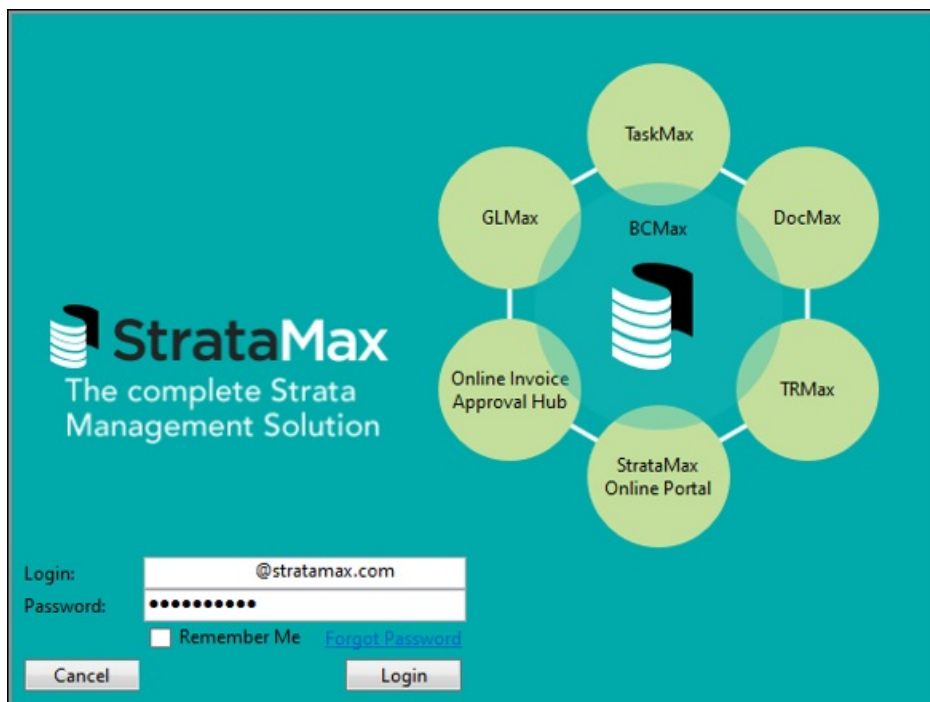 TaskMax
GLMax
BCMax
DocMax
StrataMax
The complete Strata
Management Solution
Online Invoice
Approval Hub
TRMax
StrataMax
Online Portal
Login:
@stratamax.com
Password:
••••••••••
Remember Me
Forgot Password
Cancel
Login